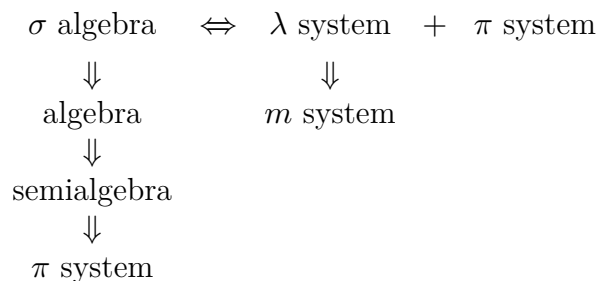 σ algebra ⇔ λ system + π system
⇓ ⇓
algebra m system
⇓
semialgebra
⇓
π system